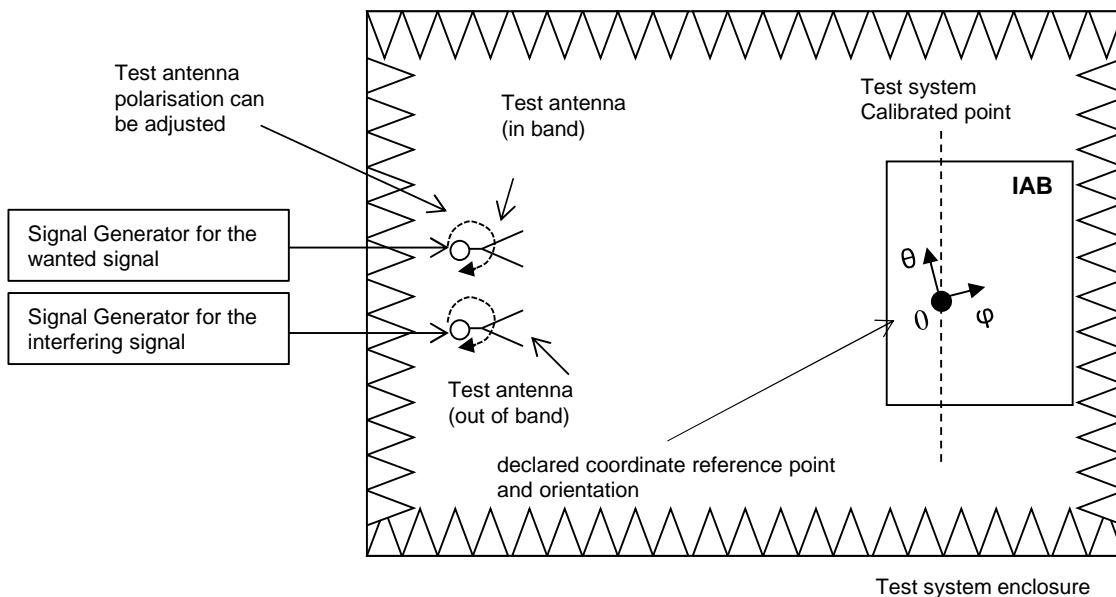 Test antenna
polarisation can
be adjusted
Test antenna
(in band)
Test system
Calibrated point
IAB
Signal Generator for the
wanted signal
θ
Signal Generator for the
interfering signal
0
φ
Test antenna
(out of band)
declared coordinate reference point
and orientation
Test system enclosure